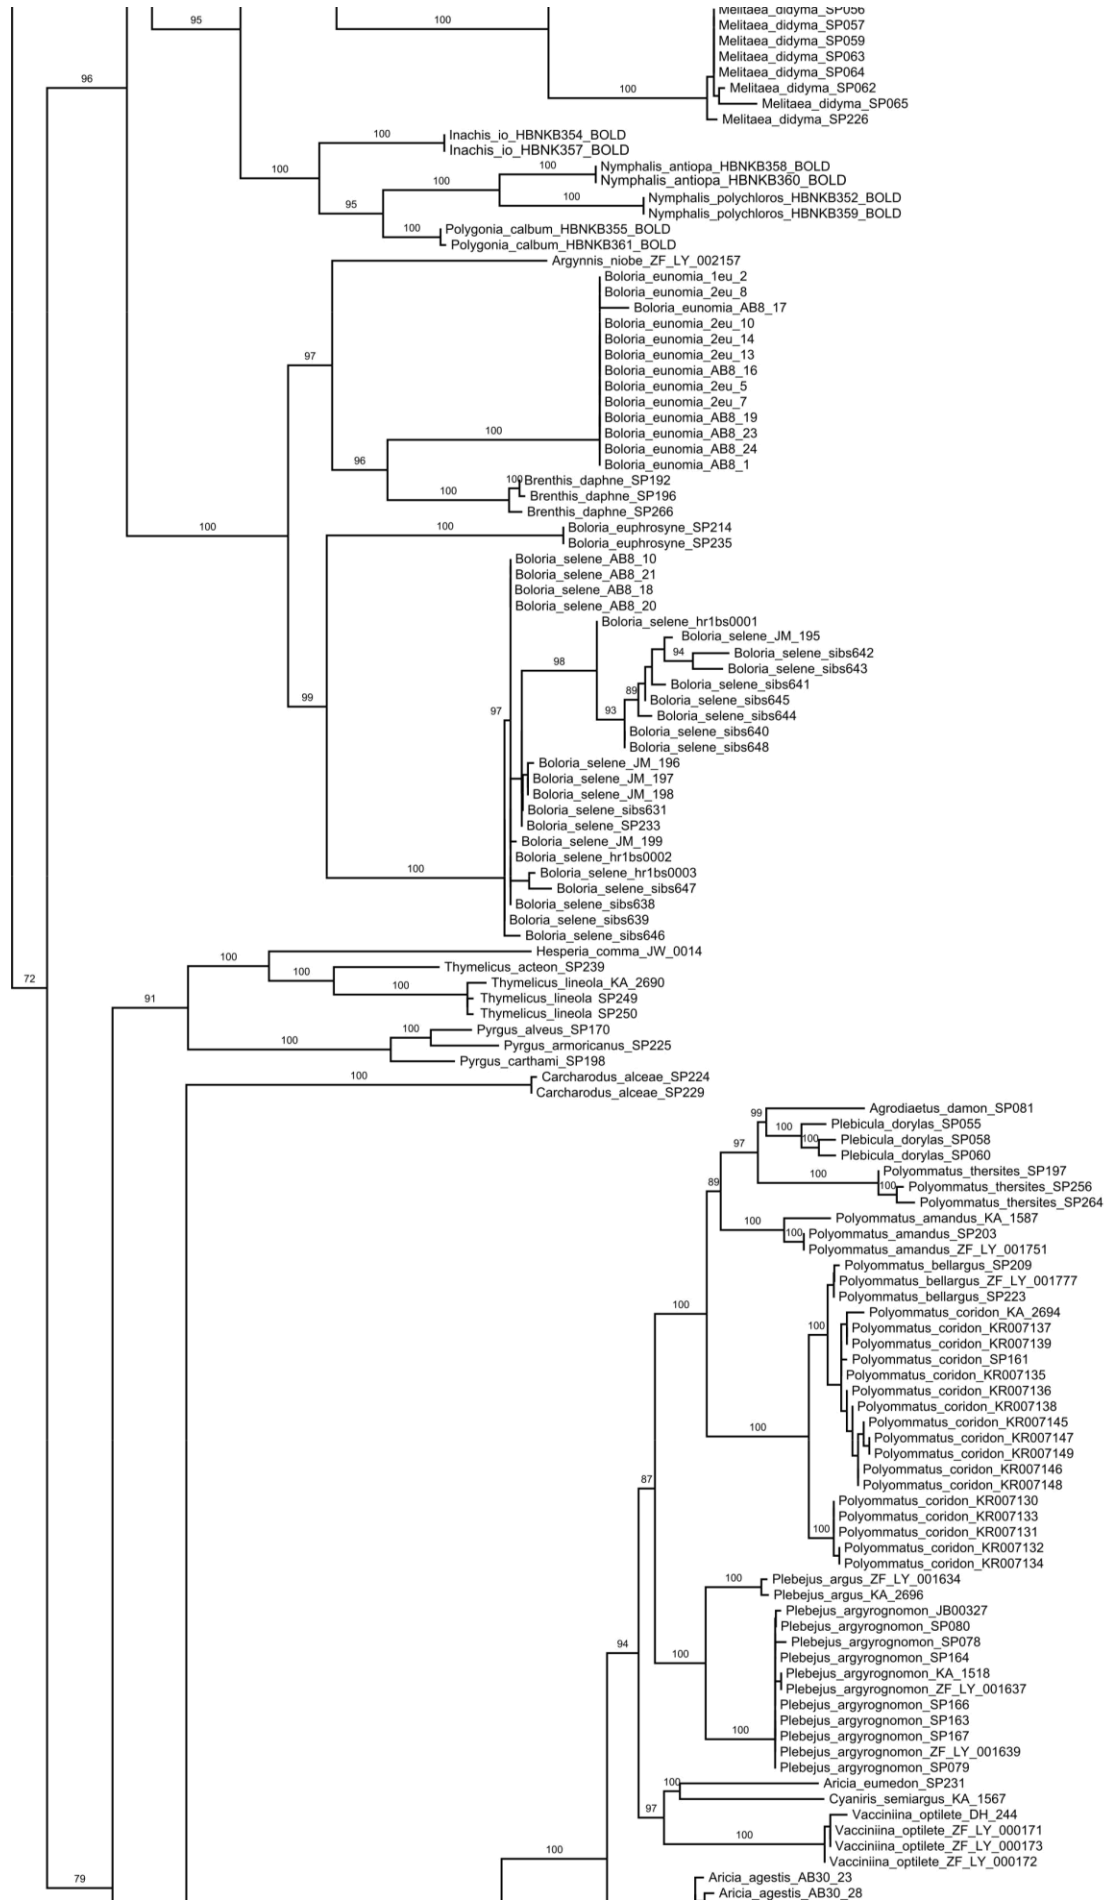 Melitaea_didyma_SP056
95
100
Melitaea_didyma_SP057
Melitaea_didyma_SP059
Melitaea_didyma_SP063
Melitaea_didyma_SP064
96
Melitaea_didyma_SP062
100
Melitaea_didyma_SP065
Melitaea_didyma_SP226
100
Inachis_io_HBNKB354_BOLD
Inachis_io_HBNK357_BOLD
100
100
Nymphalis_antiopa_HBNKB358_BOLD
100
Nymphalis_antiopa_HBNKB360_BOLD
100
Nymphalis_polychloros_HBNKB352_BOLD
95
Nymphalis_polychloros_HBNKB359_BOLD
100
Polygonia_calbum_HBNKB355_BOLD
Polygonia_calbum_HBNKB361_BOLD
Argynnis_niobe_ZF_LY_002157
Boloria_eunomia_1eu_2
Boloria_eunomia_2eu_8
Boloria_eunomia_AB8_17
Boloria_eunomia_2eu_10
Boloria_eunomia_2eu_14
97
Boloria_eunomia_2eu_13
Boloria_eunomia_AB8_16
Boloria_eunomia_2eu_5
Boloria_eunomia_2eu_7
Boloria_eunomia_AB8_19
100
Boloria_eunomia_AB8_23
Boloria_eunomia_AB8_24
96
Boloria_eunomia_AB8_1
100
Brenthis_daphne_SP192
100
Brenthis_daphne_SP196
Brenthis_daphne_SP266
100
100
Boloria_euphrosyne_SP214
Boloria_euphrosyne_SP235
Boloria_selene_AB8_10
Boloria_selene_AB8_21
Boloria_selene_AB8_18
Boloria_selene_AB8_20
Boloria_selene_hr1bs0001
Boloria_selene_JM_195
94
Boloria_selene_sibs642
98
Boloria_selene_sibs643
Boloria_selene_sibs641
89
99
Boloria_selene_sibs645
97
93
Boloria_selene_sibs644
Boloria_selene_sibs640
Boloria_selene_sibs648
Boloria_selene_JM_196
Boloria_selene_JM_197
Boloria_selene_JM_198
Boloria_selene_sibs631
Boloria_selene_SP233
Boloria_selene_JM_199
Boloria_selene_hr1bs0002
100
Boloria_selene_hr1bs0003
Boloria_selene_sibs647
Boloria_selene_sibs638
Boloria_selene_sibs639
Boloria_selene_sibs646
Hesperia_comma_JW_0014
100
72
100
Thymelicus_acteon_SP239
Thymelicus_lineola_KA_2690
100
91
Thymelicus_lineola_SP249
Thymelicus_lineola_SP250
100
Pyrgus_alveus_SP170
100
Pyrgus_armoricanus_SP225
Pyrgus_carthami_SP198
100
Carcharodus_alceae_SP224
Carcharodus_alceae_SP229
99
Agrodiaetus_damon_SP081
100
Plebicula_dorylas_SP055
97
100
Plebicula_dorylas_SP058
Plebicula_dorylas_SP060
100
Polyommatus_thersites_SP197
89
100
Polyommatus_thersites_SP256
Polyommatus_thersites_SP264
100
Polyommatus_amandus_KA_1587
100
Polyommatus_amandus_SP203
Polyommatus_amandus_ZF_LY_001751
Polyommatus_bellargus_SP209
Polyommatus_bellargus_ZF_LY_001777
Polyommatus_bellargus_SP223
100
Polyommatus_coridon_KA_2694
100
Polyommatus_coridon_KR007137
Polyommatus_coridon_KR007139
Polyommatus_coridon_SP161
Polyommatus_coridon_KR007135
Polyommatus_coridon_KR007136
Polyommatus_coridon_KR007138
Polyommatus_coridon_KR007145
100
Polyommatus_coridon_KR007147
Polyommatus_coridon_KR007149
Polyommatus_coridon_KR007146
87
Polyommatus_coridon_KR007148
Polyommatus_coridon_KR007130
Polyommatus_coridon_KR007133
100
Polyommatus_coridon_KR007131
Polyommatus_coridon_KR007132
Polyommatus_coridon_KR007134
100
Plebejus_argus_ZF_LY_001634
Plebejus_argus_KA_2696
Plebejus_argyrognomon_JB00327
Plebejus_argyrognomon_SP080
94
Plebejus_argyrognomon_SP078
100
Plebejus_argyrognomon_SP164
Plebejus_argyrognomon_KA_1518
Plebejus_argyrognomon_ZF_LY_001637
Plebejus_argyrognomon_SP166
Plebejus_argyrognomon_SP163
100
Plebejus_argyrognomon_SP167
Plebejus_argyrognomon_ZF_LY_001639
Plebejus_argyrognomon_SP079
100
Aricia_eumedon_SP231
97
Cyaniris_semiargus_KA_1567
Vacciniina_optilete_DH_244
100
Vacciniina_optilete_ZF_LY_000171
Vacciniina_optilete_ZF_LY_000173
100
Vacciniina_optilete_ZF_LY_000172
79
Aricia_agestis_AB30_23
Aricia_agestis_AB30_28